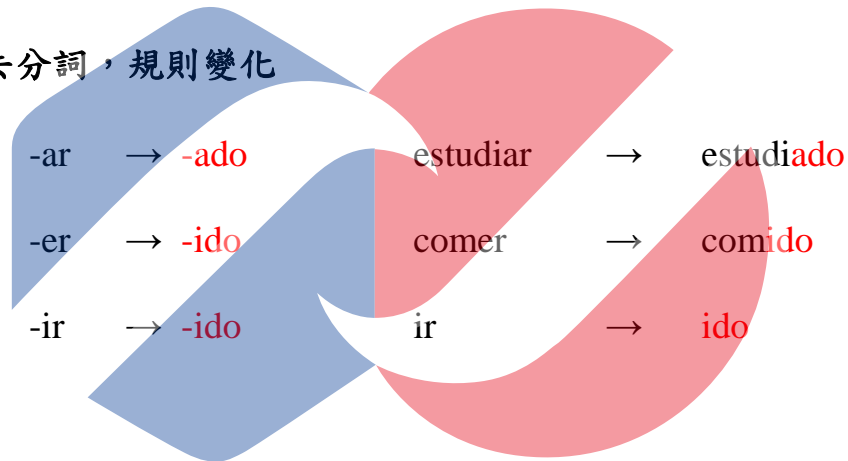 分詞，規則變化
-ar → -ado estudiar → estudiado
-er → -ido comer → comido
-ir → -ido ir → ido